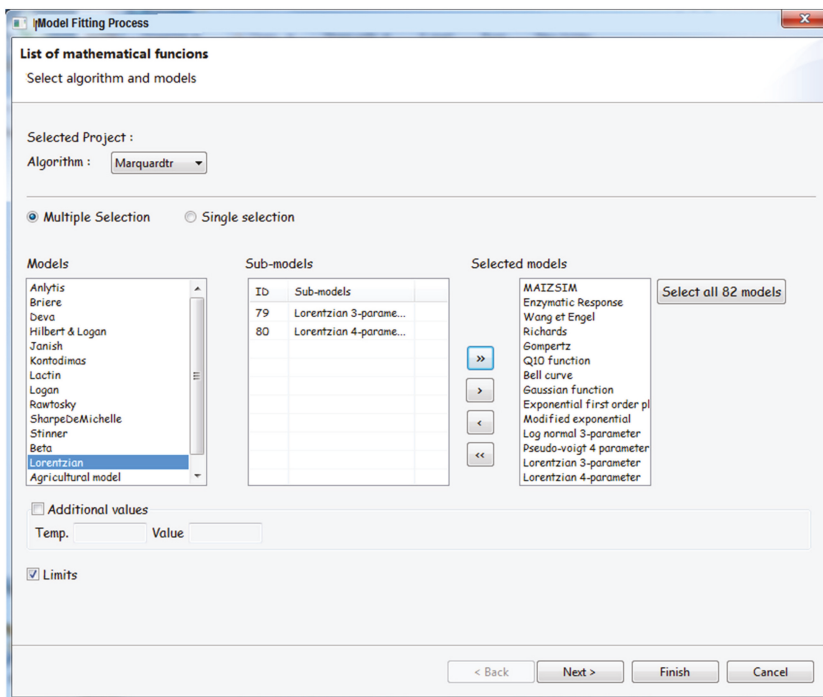 Model Fitting Process
List of mathematical funcions
Select algorithm and models
Selected Project :
Algorithm : Marquardtr
Multiple Selection Single selection
Models
Anlytis
Briere
Deva
Hilbert & Logan
Janish
Kontodimas
Lactin
Logan
Rawtosky
SharpeDeMichelle
Stinner
Beta
Lorentzian
Agricultural model
Sub-models
ID Sub-models
79 Lorentzian 3-parame...
80 Lorentzian 4-parame...
>>
>
<
<<
Selected models
MAIZSIM
Enzymatic Response
Wang et Engel
Richards
Gompertz
Q10 function
Bell curve
Gaussian function
Exponential first order pl
Modified exponential
Log normal 3-parameter
Pseudo-voigt 4 parameter
Lorentzian 3-parameter
Lorentzian 4-parameter
Select all 82 models
Additional values
Temp. Value
Limits
< Back Next > Finish Cancel